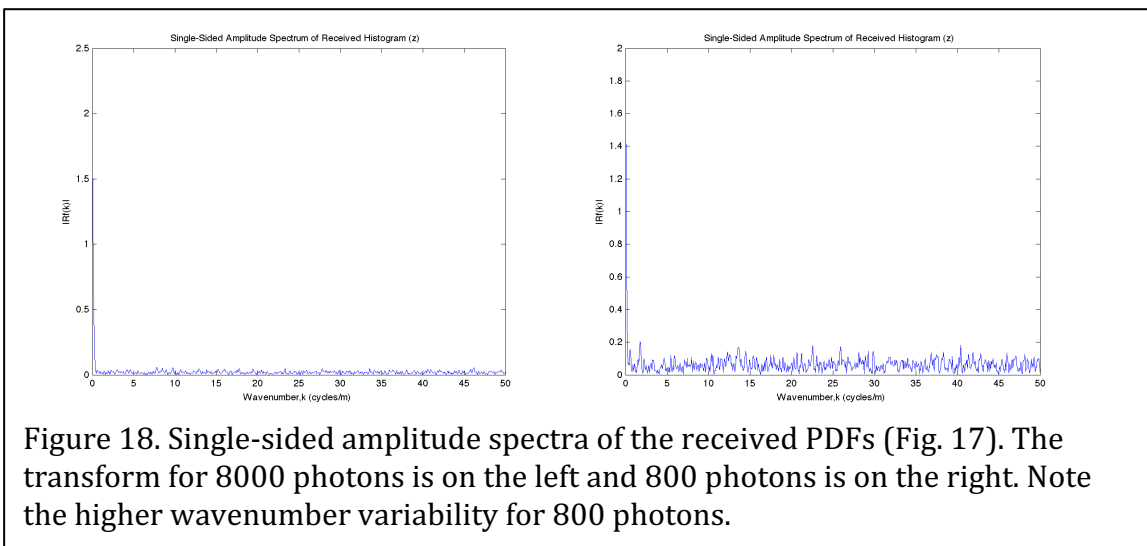 Single-Sided Amplitude Spectrum of Received Histogram (z)
2.5
2
1.5
1
0.5
0
|Rf(k)|
0 5 10 15 20 25 30 35 40 45 50
Wavenumber,k (cycles/m)
Single-Sided Amplitude Spectrum of Received Histogram (z)
2
1.8
1.6
1.4
1.2
1
0.8
0.6
0.4
0.2
0
|Rf(k)|
0 5 10 15 20 25 30 35 40 45 50
Wavenumber,k (cycles/m)
Figure 18. Single-sided amplitude spectra of the received PDFs (Fig. 17). The
transform for 8000 photons is on the left and 800 photons is on the right. Note
the higher wavenumber variability for 800 photons.